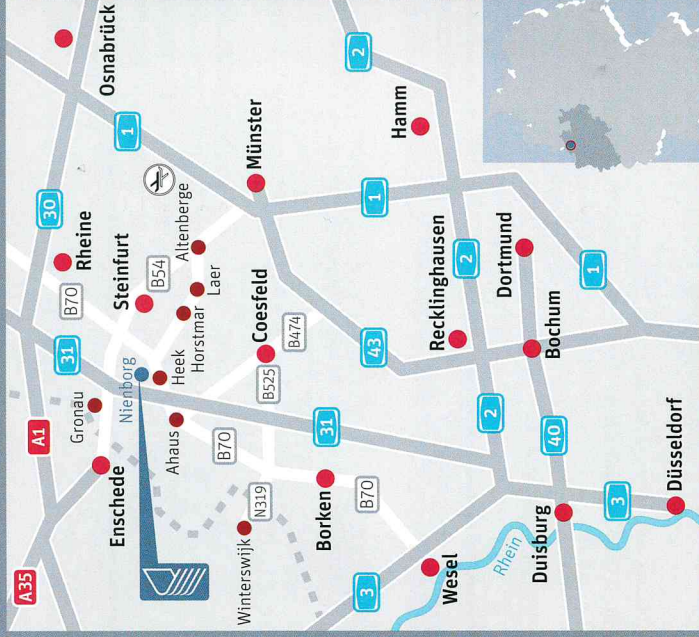 Osnabrück
2
1
Münster
Hamm
30
Rheine
B70
Steinfurt
B54
Altenberge
Laer
Horstmar
Heek
Nienborg
1
Recklinghausen
2
Dortmund
1
Coesfeld
B474
B525
43
Bochum
31
Gronau
A1
Ahaus
B70
31
2
40
Enschede
N319
Borken
B70
Winterswijk
3
Düsseldorf
Duisburg
Rhein
Wesel
3
A35